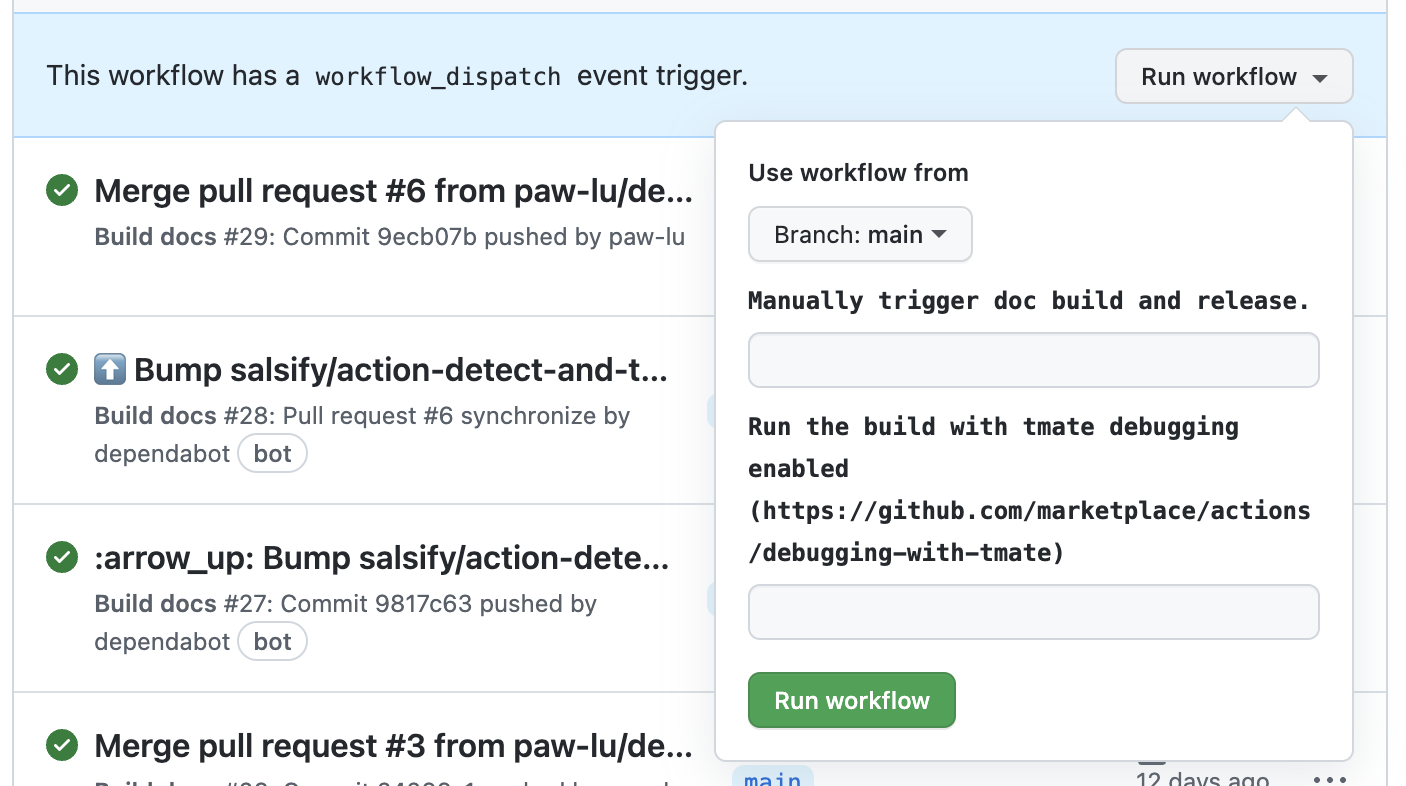 This workflow has a workflow_dispatch event trigger.
Run workflow
Use workflow from
Branch: main
Manually trigger doc build and release.
Run the build with tmate debugging
enabled
(https://github.com/marketplace/actions
/debugging-with-tmate)
Run workflow
Merge pull request #6 from paw-lu/de...
Build docs #29: Commit 9ecb07b pushed by paw-lu
⬆️ Bump salsify/action-detect-and-t...
Build docs #28: Pull request #6 synchronize by
dependabot bot
:arrow_up: Bump salsify/action-dete...
Build docs #27: Commit 9817c63 pushed by
dependabot bot
Merge pull request #3 from paw-lu/de...
main
12 days ago